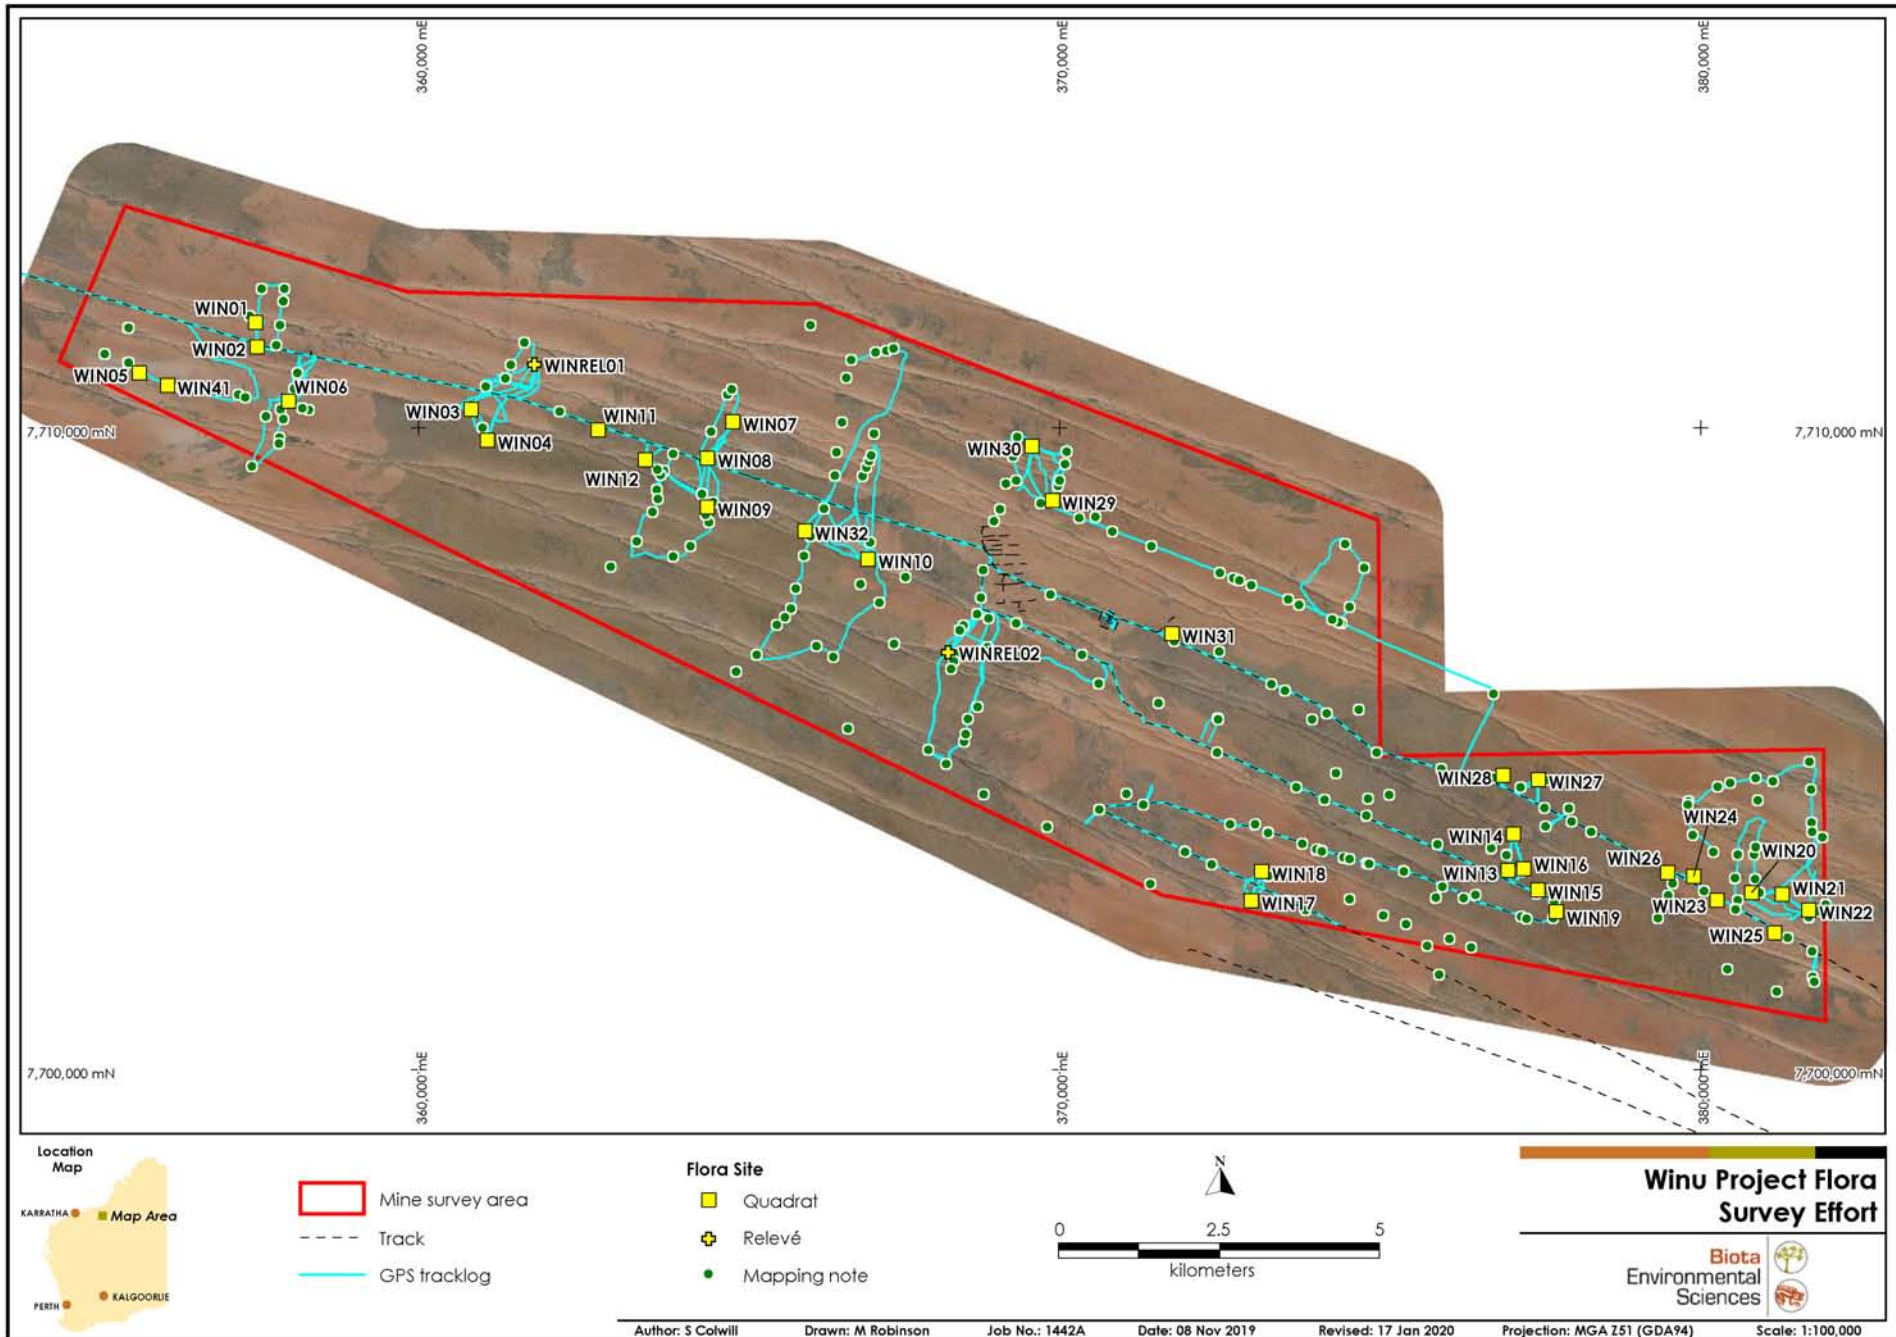 360,000 mE
370,000 mE
380,000 mE
WIN01
WIN02
WIN05
WIN41
WIN06
WINREL01
WIN03
WIN04
WIN11
WIN07
WIN12
WIN08
WIN09
WIN32
WIN10
WIN30
WIN29
7,710,000 mN
7,710,000 mN
WIN31
WINREL02
WIN28
WIN27
WIN14
WIN24
WIN26
WIN20
WIN13
WIN16
WIN18
WIN15
WIN21
WIN17
WIN19
WIN23
WIN22
WIN25
7,700,000 mN
360,000 mE
370,000 mE
380,000 mE
7,700,000 mN
Location
Map
KARRATHA
Map Area
PERTH
KALGOORLIE
Mine survey area
Track
GPS tracklog
Flora Site
Quadrat
Relevé
Mapping note
N
0 2.5 5
kilometers
Winu Project Flora
Survey Effort
Biota
Environmental
Sciences
Author: S Colwill Drawn: M Robinson Job No.: 1442A Date: 08 Nov 2019 Revised: 17 Jan 2020 Projection: MGA Z51 (GDA94) Scale: 1:100,000